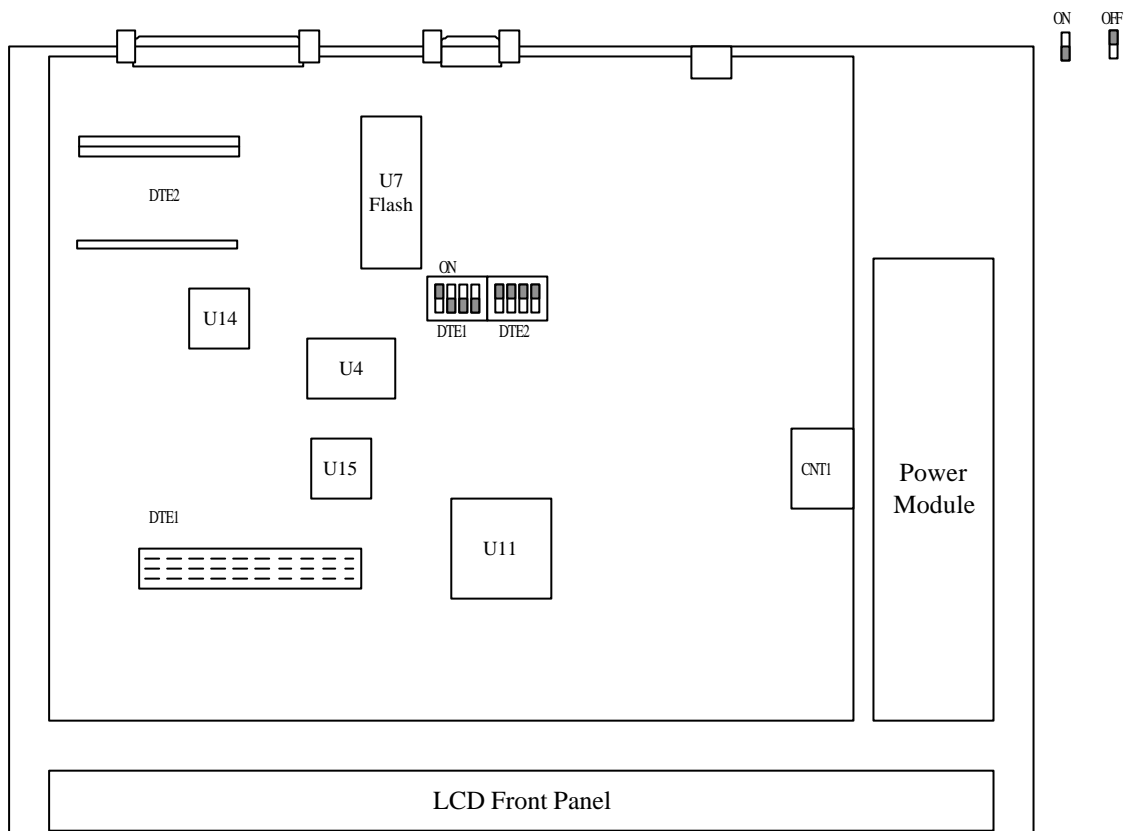 ON OFF
U7
Flash
DTE2
ON
U14
DTE1 DTE2
U4
U15
CNT1
Power
Module
DTE1
U11
LCD Front Panel